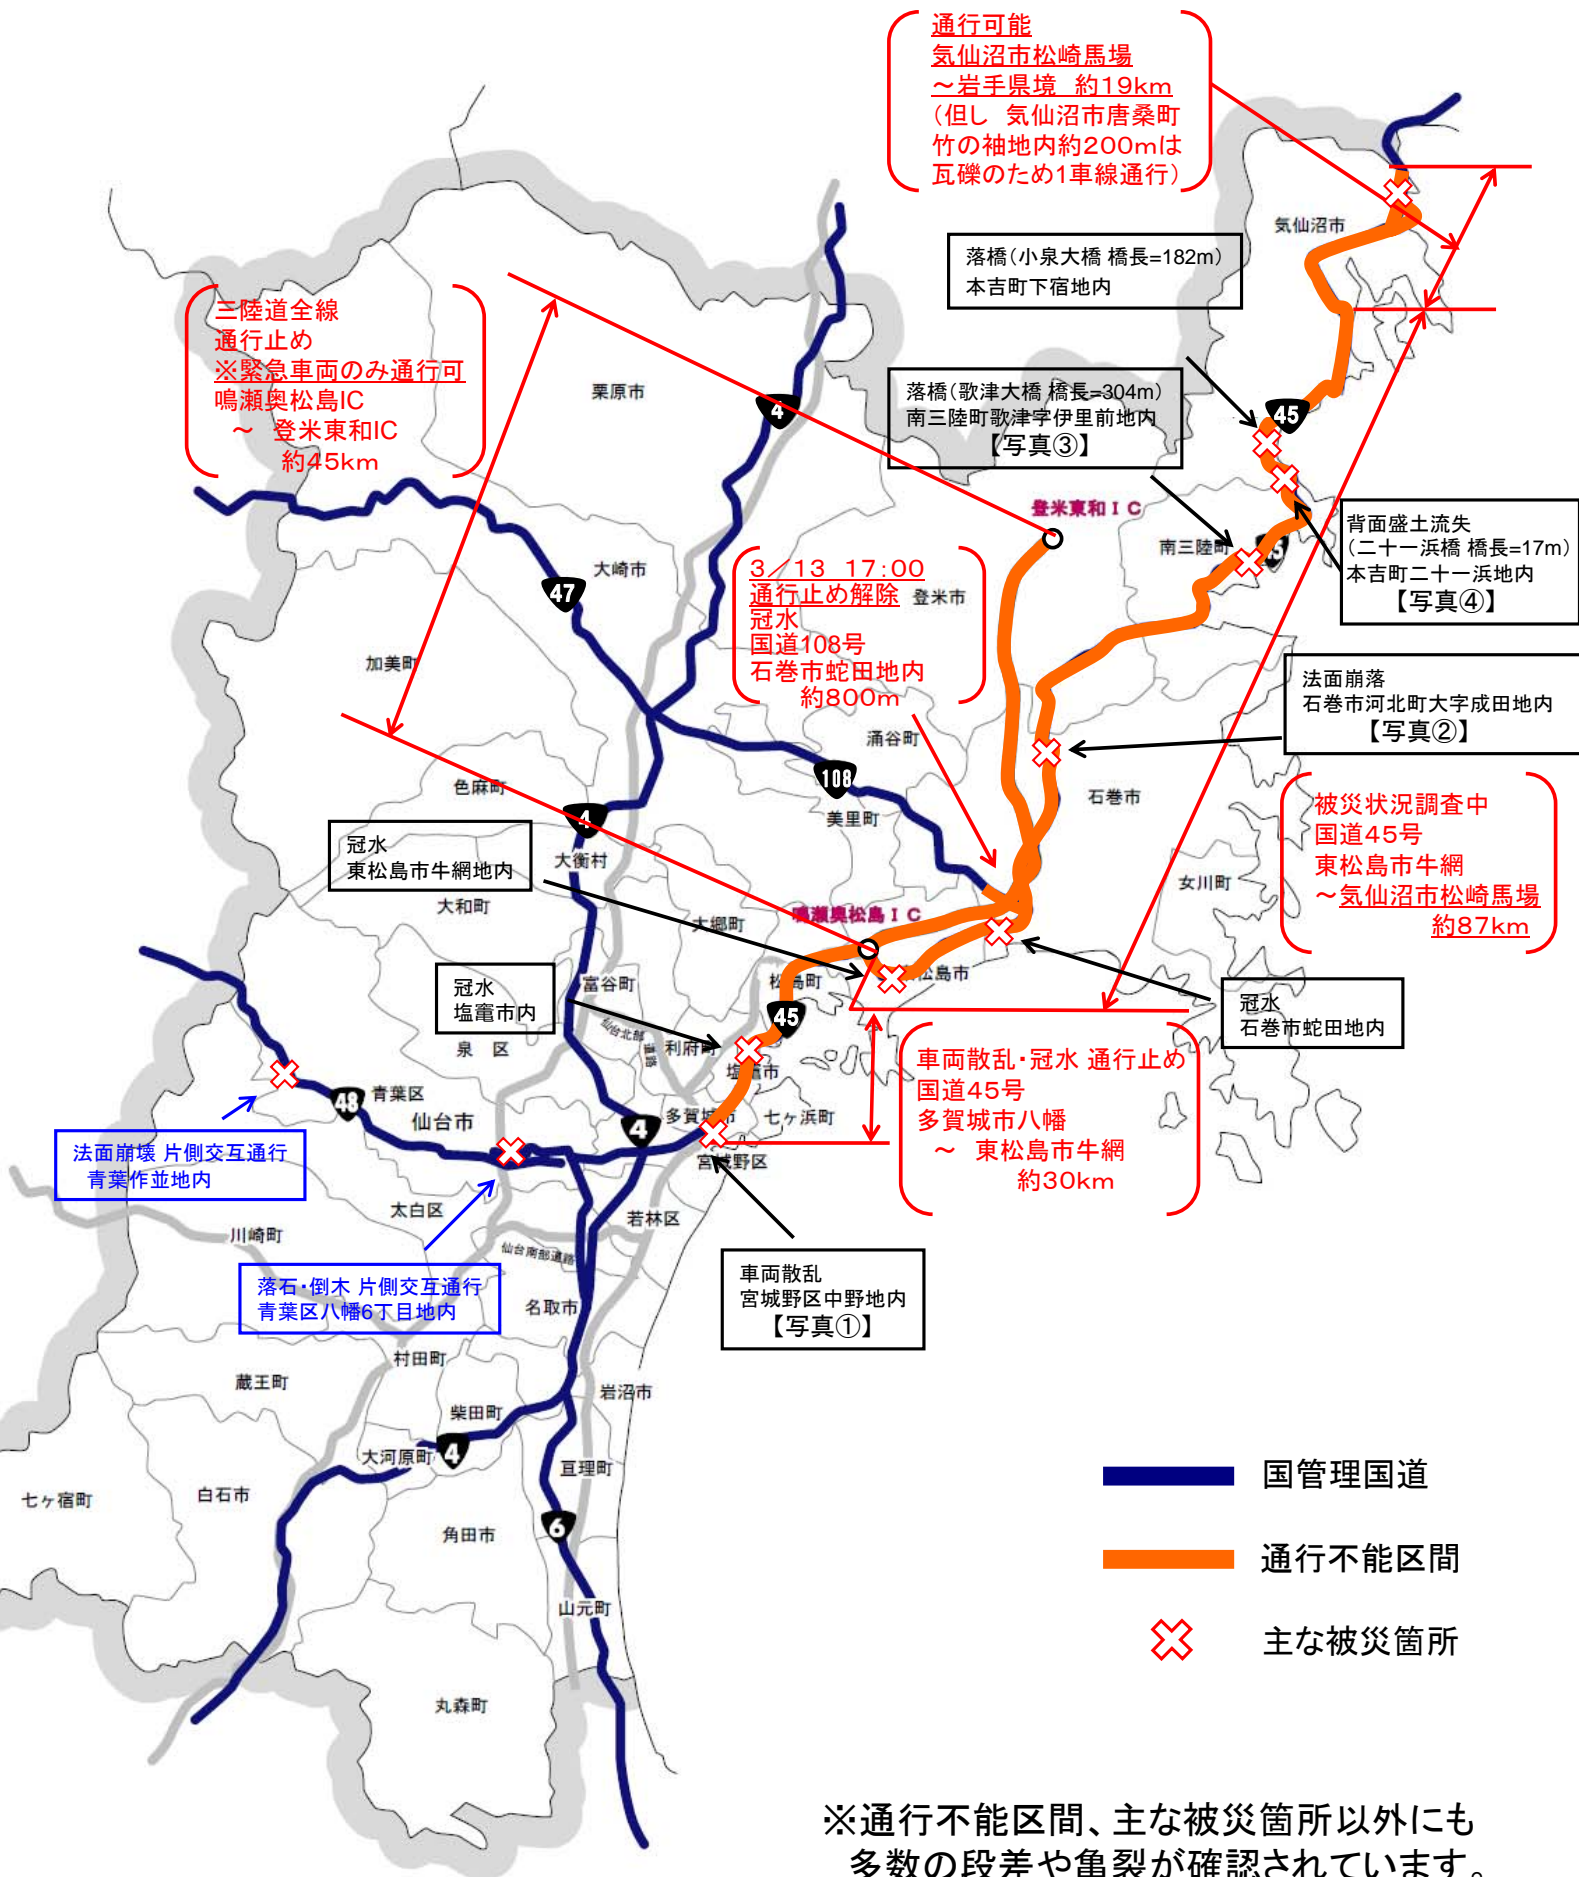 通行可能
気仙沼市松崎馬場
～岩手県境 約19km
(但し 気仙沼市唐桑町
竹の袖地内約200mは
瓦礫のため1車線通行)
気仙沼市
落橋(小泉大橋 橋長=182m)
本吉町下宿地内
三陸道全線
通行止め
※緊急車両のみ通行可
鳴瀬奥松島IC
～ 登米東和IC
約45km
栗原市
4
落橋(歌津大橋 橋長=304m)
南三陸町歌津字伊里前地内
【写真③】
45
登米東和IC
背面盛土流失
(二十一浜橋 橋長=17m)
本吉町二十一浜地内
【写真④】
南三陸町
45
大崎市
47
3／13 17:00
通行止め解除
冠水
国道108号
石巻市蛇田地内
約800m
登米市
加美町
法面崩落
石巻市河北町大字成田地内
【写真②】
涌谷町
108
色麻町
石巻市
美里町
4
被災状況調査中
国道45号
東松島市牛網
～気仙沼市松崎馬場
約87km
冠水
東松島市牛網地内
大衡村
女川町
大和町
大郷町
鳴瀬奥松島IC
富谷町
松島町
松島市
冠水
塩竈市内
冠水
石巻市蛇田地内
45
仙台北部道路
利府町
泉 区
塩竈市
車両散乱・冠水 通行止め
国道45号
多賀城市八幡
～ 東松島市牛網
約30km
48
青葉区
仙台市
4
多賀城市
七ヶ浜町
宮城野区
法面崩壊 片側交互通行
青葉作並地内
太白区
若林区
川崎町
仙台南部道路
落石・倒木 片側交互通行
青葉区八幡6丁目地内
名取市
車両散乱
宮城野区中野地内
【写真①】
村田町
蔵王町
岩沼市
柴田町
大河原町
4
亘理町
国管理国道
七ヶ宿町
白石市
角田市
6
通行不能区間
山元町
主な被災箇所
丸森町
※通行不能区間、主な被災箇所以外にも
多数の段差や亀裂が確認されています。